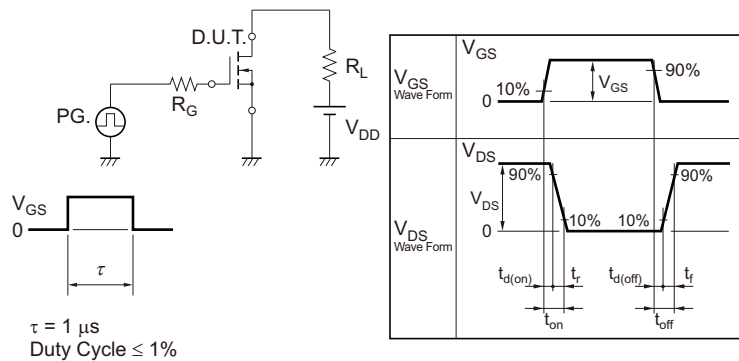 D.U.T.
R_L
R_G
PG.
V_DD
V_GS
0
τ
τ = 1 μs
Duty Cycle ≤ 1%
V_GS
Wave Form
V_GS
10%
V_GS
90%
0
V_DS
Wave Form
V_DS
90%
90%
V_DS
10%
10%
0
t_d(on)
t_r
t_d(off)
t_f
t_on
t_off